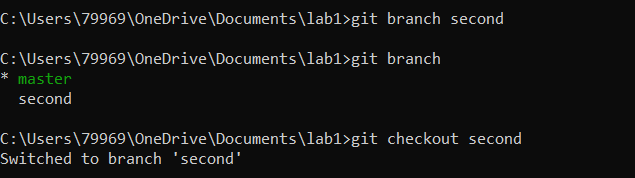 C:\Users\79969\OneDrive\Documents\lab1>git branch second
C:\Users\79969\OneDrive\Documents\lab1>git branch
* master
  second
C:\Users\79969\OneDrive\Documents\lab1>git checkout second
Switched to branch 'second'